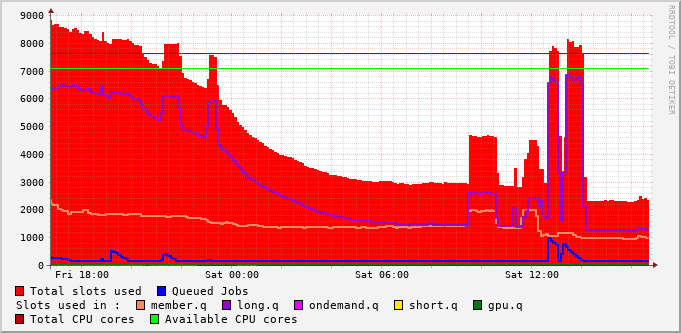 9000
8000
7000
6000
5000
4000
3000
2000
1000
0
Fri 18:00 Sat 00:00 Sat 06:00 Sat 12:00
RRDTOOL / TOBI OETIKER
Total slots used Queued Jobs
Slots used in : member.q long.q ondemand.q short.q gpu.q
Total CPU cores Available CPU cores